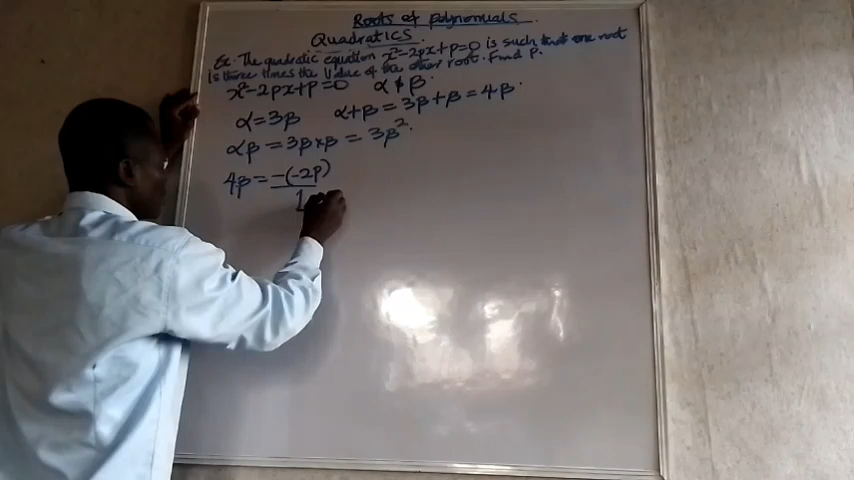 Roots of polynomials.
Quadratics.
Ex. The quadratic equation x²-2px+p=0 is such that one root
is three times the value of the other root. Find P.
x²-2px+p=0 α & β.
α=3β α+β = 3β+β = 4β.
αβ = 3β×β = 3β².
4β = -(-2p)
1